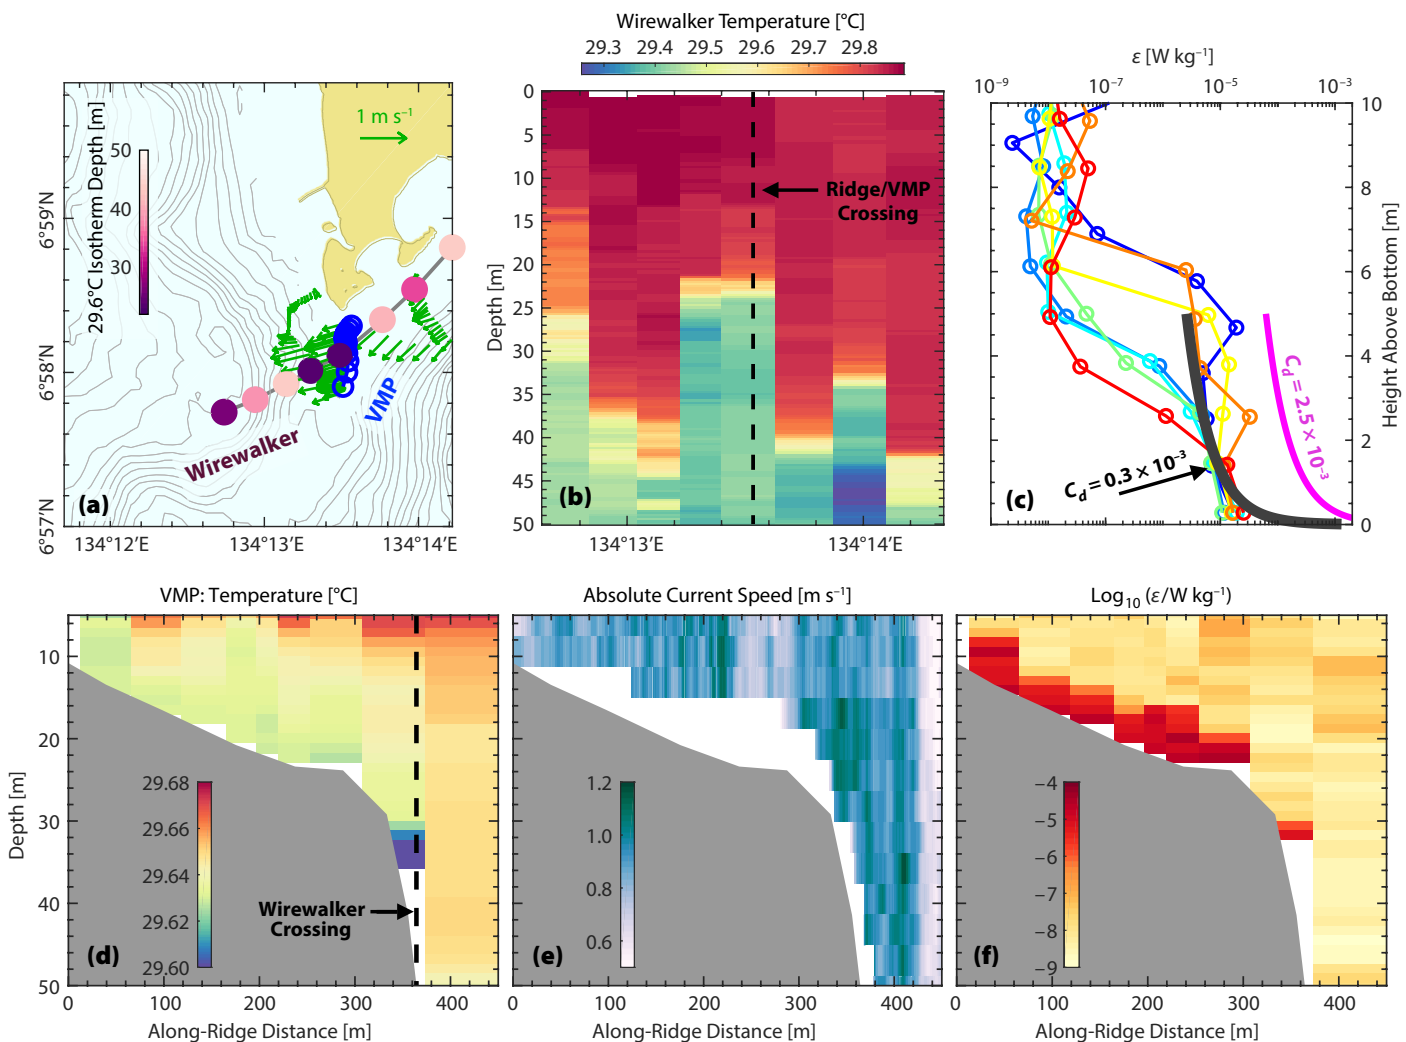 Wirewalker Temperature [°C]
29.3 29.4 29.5 29.6 29.7 29.8
1 m s⁻¹
29.6°C Isotherm Depth [m]
50
40
30
6°59′N
6°58′N
6°57′N
VMP
Wirewalker
(a)
134°12′E 134°13′E 134°14′E
Depth [m]
0
5
10
15
20
25
30
35
40
45
50
Ridge/VMP
Crossing
(b)
134°13′E 134°14′E
ε [W kg⁻¹]
10⁻⁹ 10⁻⁷ 10⁻⁵ 10⁻³
10
8
6
4
2
0
Height Above Bottom [m]
C_d = 2.5 × 10⁻³
C_d = 0.3 × 10⁻³
(c)
VMP: Temperature [°C]
Depth [m]
10
20
30
40
50
29.68
29.66
29.64
29.62
29.60
Wirewalker
Crossing
(d)
0 100 200 300 400
Along-Ridge Distance [m]
Absolute Current Speed [m s⁻¹]
1.2
1.0
0.8
0.6
(e)
0 100 200 300 400
Along-Ridge Distance [m]
Log₁₀ (ε/W kg⁻¹)
−4
−5
−6
−7
−8
−9
(f)
0 100 200 300 400
Along-Ridge Distance [m]